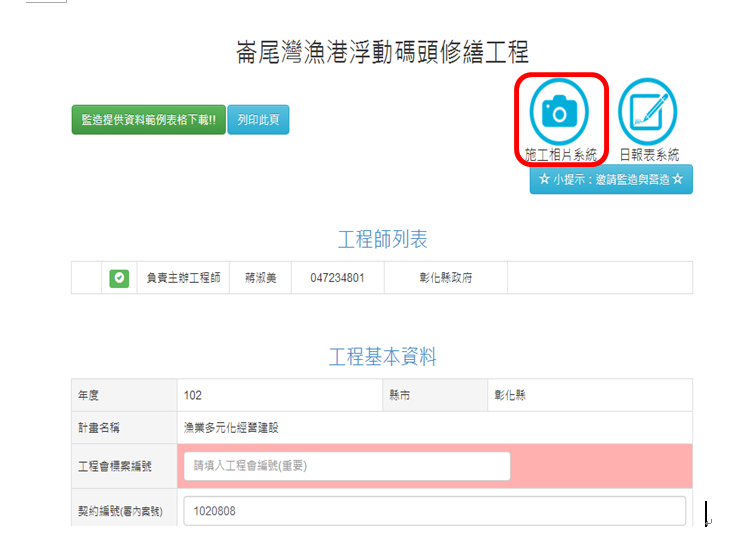 崙尾灣漁港浮動碼頭修繕工程
監造提供資料範例表格下載!! 列印此頁
施工相片系統 日報表系統
☆ 小提示：邀請監造與營造 ☆
工程師列表
負責主辦工程師 蔣淑美 047234801 彰化縣政府
工程基本資料
年度 102 縣市 彰化縣
計畫名稱 漁業多元化經營建設
工程會標案編號 請填入工程會編號(重要)
契約編號(署內案號) 1020808